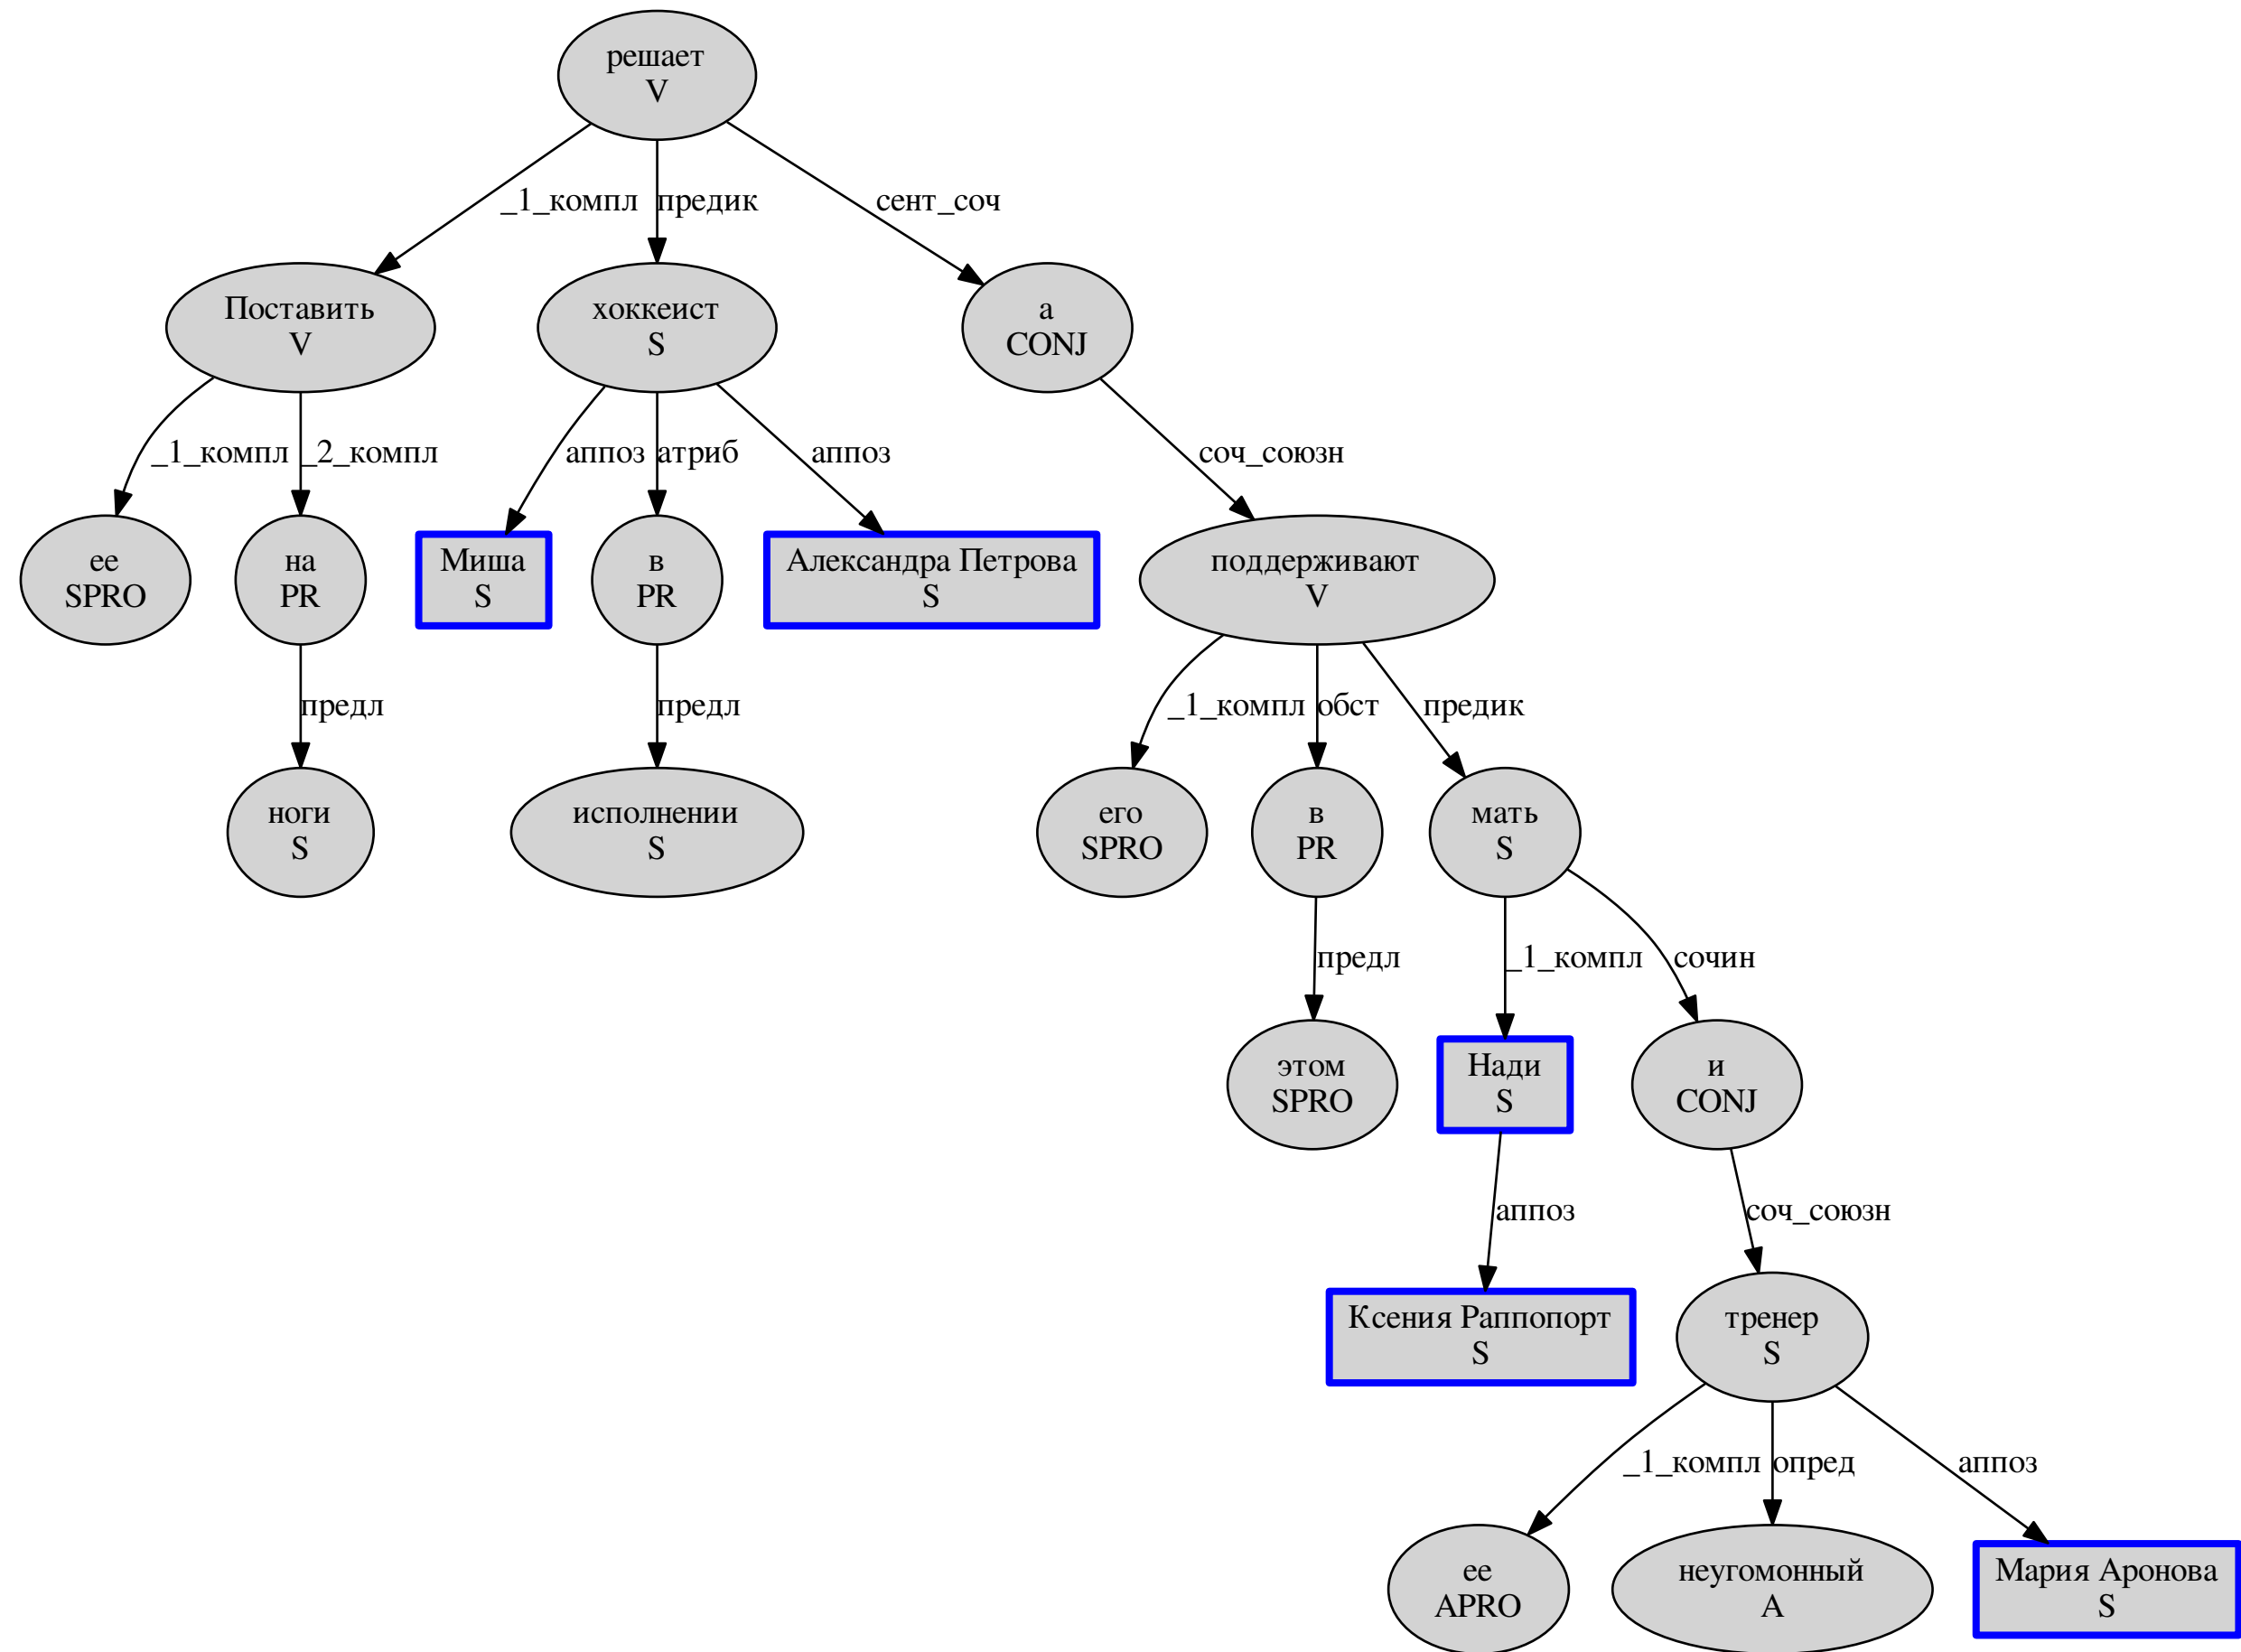 решает
V
_1_компл
предик
сент_соч
Поставить
V
хоккеист
S
а
CONJ
_1_компл
_2_компл
аппоз
атриб
аппоз
соч_союзн
ее
SPRO
на
PR
Миша
S
в
PR
Александра Петрова
S
поддерживают
V
предл
предл
_1_компл
обст
предик
ноги
S
исполнении
S
его
SPRO
в
PR
мать
S
предл
_1_компл
сочин
этом
SPRO
Нади
S
и
CONJ
аппоз
соч_союзн
Ксения Раппопорт
S
тренер
S
_1_компл
опред
аппоз
ее
APRO
неугомонный
A
Мария Аронова
S